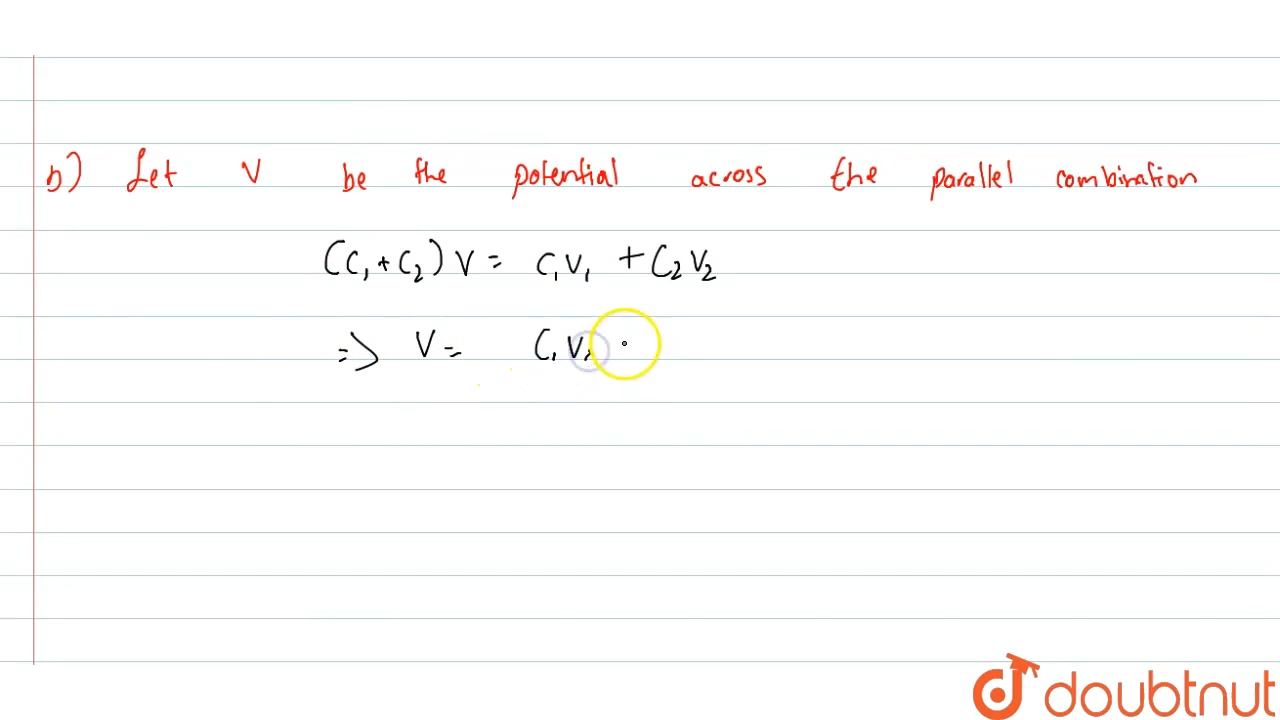 b) Let V be the potential across the parallel combination
(C₁ + C₂) V = C₁V₁ + C₂V₂
=> V = C₁V₁
doubtnut